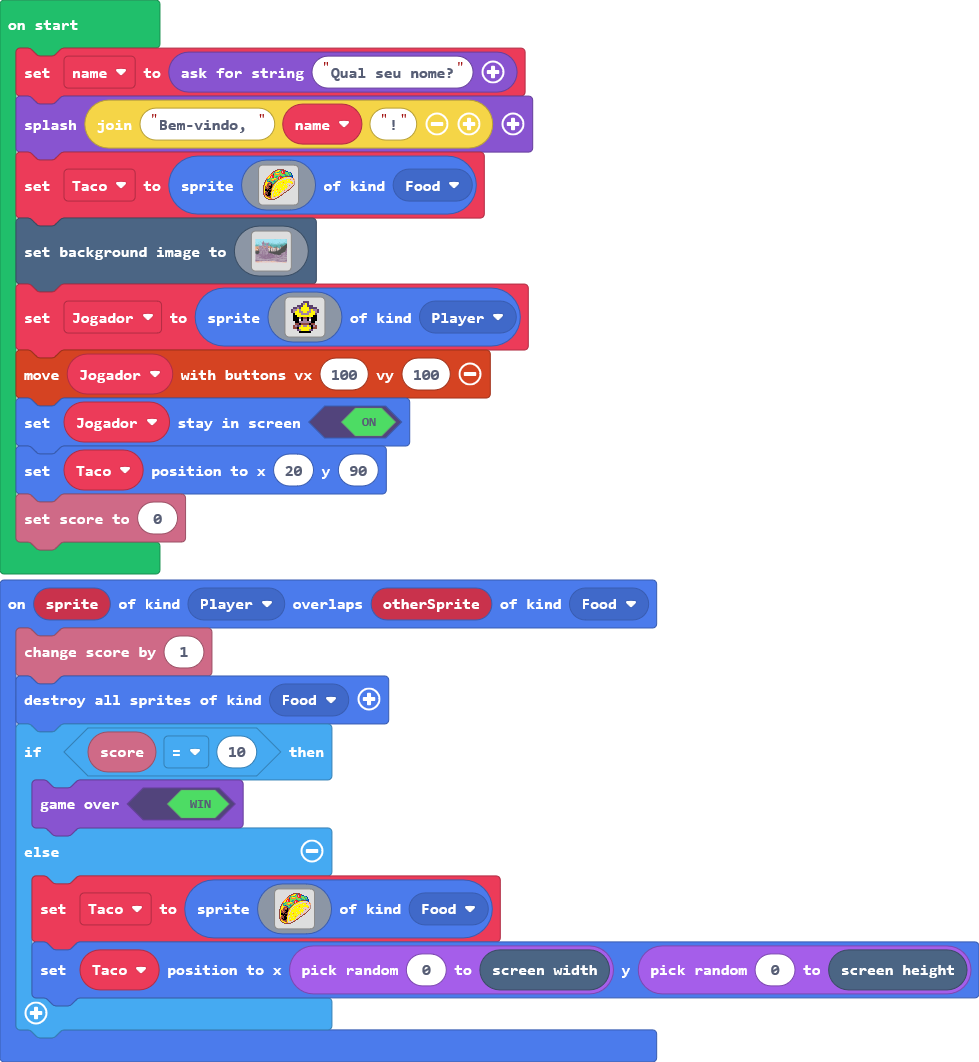 on start
set name to ask for string "Qual seu nome?"
splash join "Bem-vindo, " name "!"
set Taco to sprite of kind Food
set background image to
set Jogador to sprite of kind Player
move Jogador with buttons vx 100 vy 100
set Jogador stay in screen ON
set Taco position to x 20 y 90
set score to 0
on sprite of kind Player overlaps otherSprite of kind Food
change score by 1
destroy all sprites of kind Food
if score = 10 then
game over WIN
else
set Taco to sprite of kind Food
set Taco position to x pick random 0 to screen width y pick random 0 to screen height